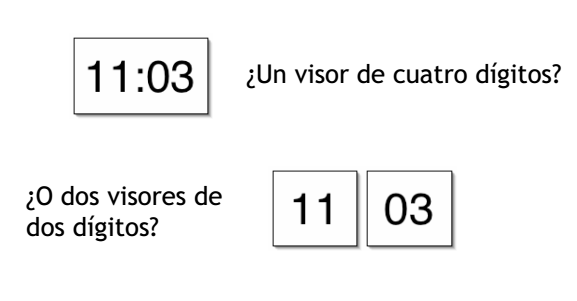 11:03
¿Un visor de cuatro dígitos?
¿O dos visores de
dos dígitos?
11 03